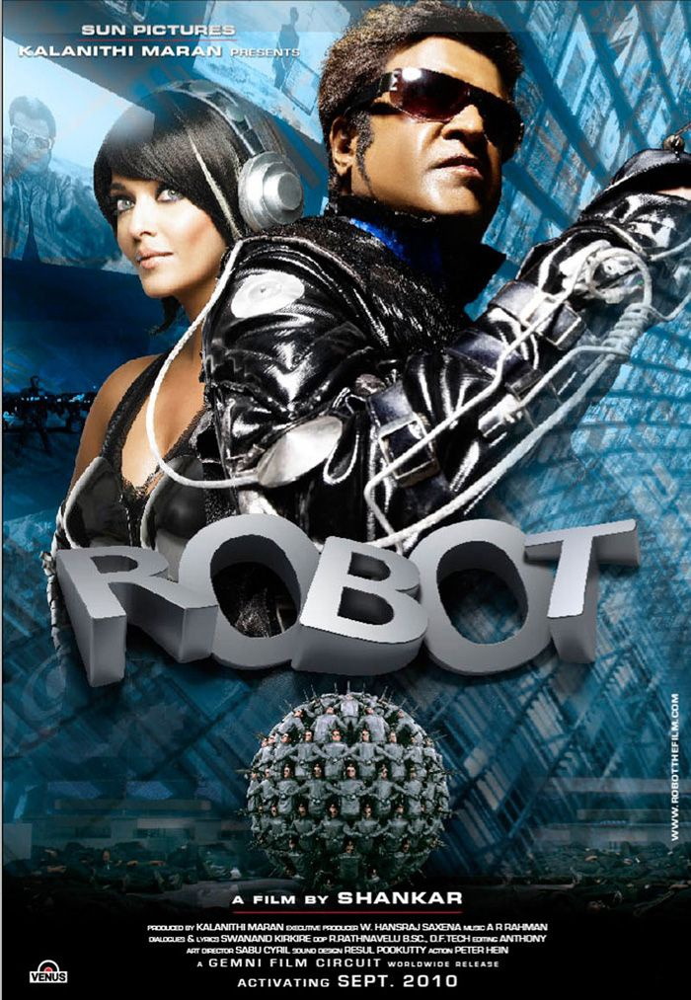 SUN PICTURES
KALANITHI MARAN PRESENTS
ROBOT
WWW.ROBOTTHEFILM.COM
A FILM BY SHANKAR
PRODUCED BY KALANITHI MARAN EXECUTIVE PRODUCER W. HANSRAJ SAXENA MUSIC A R RAHMAN
DIALOGUES & LYRICS SWANAND KIRKIRE DOP R.RATHNAVELU B.SC., D.F.TECH EDITING ANTHONY
ART DIRECTOR SABU CYRIL SOUND DESIGN RESUL POOKUTTY ACTION PETER HEIN
A GEMNI FILM CIRCUIT WORLDWIDE RELEASE
ACTIVATING SEPT. 2010
VENUS